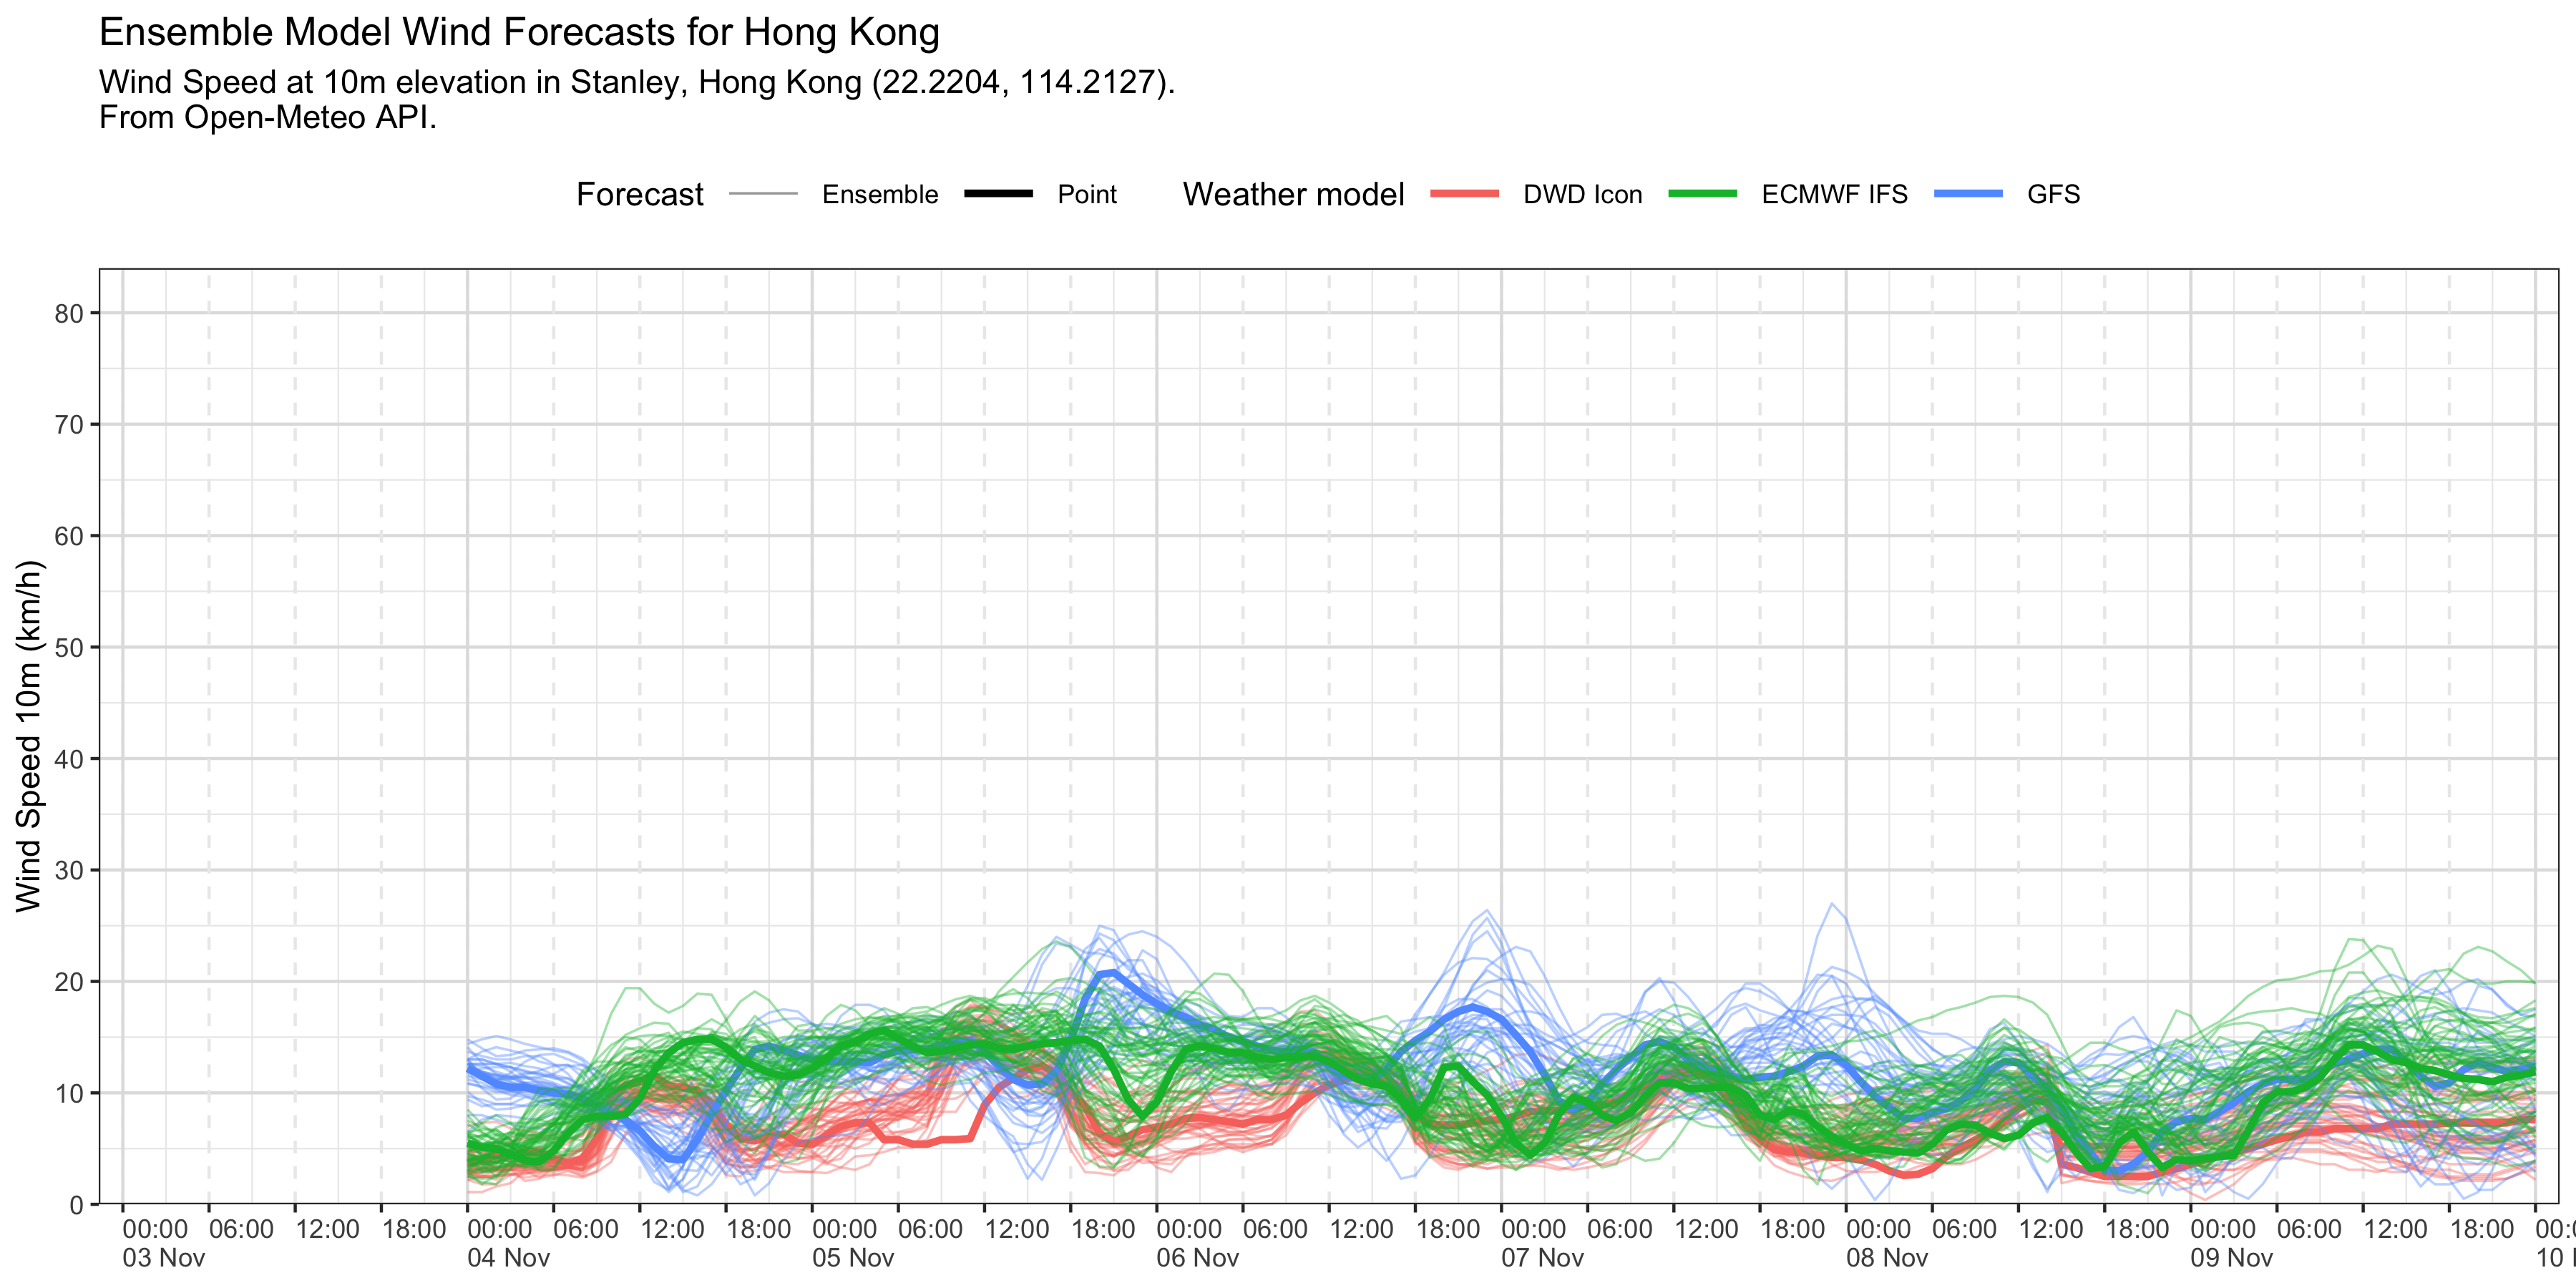 Ensemble Model Wind Forecasts for Hong Kong
Wind Speed at 10m elevation in Stanley, Hong Kong (22.2204, 114.2127).
From Open-Meteo API.
Forecast Ensemble Point Weather model DWD Icon ECMWF IFS GFS
Wind Speed 10m (km/h)
80
70
60
50
40
30
20
10
0
00:00 06:00 12:00 18:00 00:00 06:00 12:00 18:00 00:00 06:00 12:00 18:00 00:00 06:00 12:00 18:00 00:00 06:00 12:00 18:00 00:00 06:00 12:00 18:00 00:00 06:00 12:00 18:00 00:
03 Nov 04 Nov 05 Nov 06 Nov 07 Nov 08 Nov 09 Nov 10